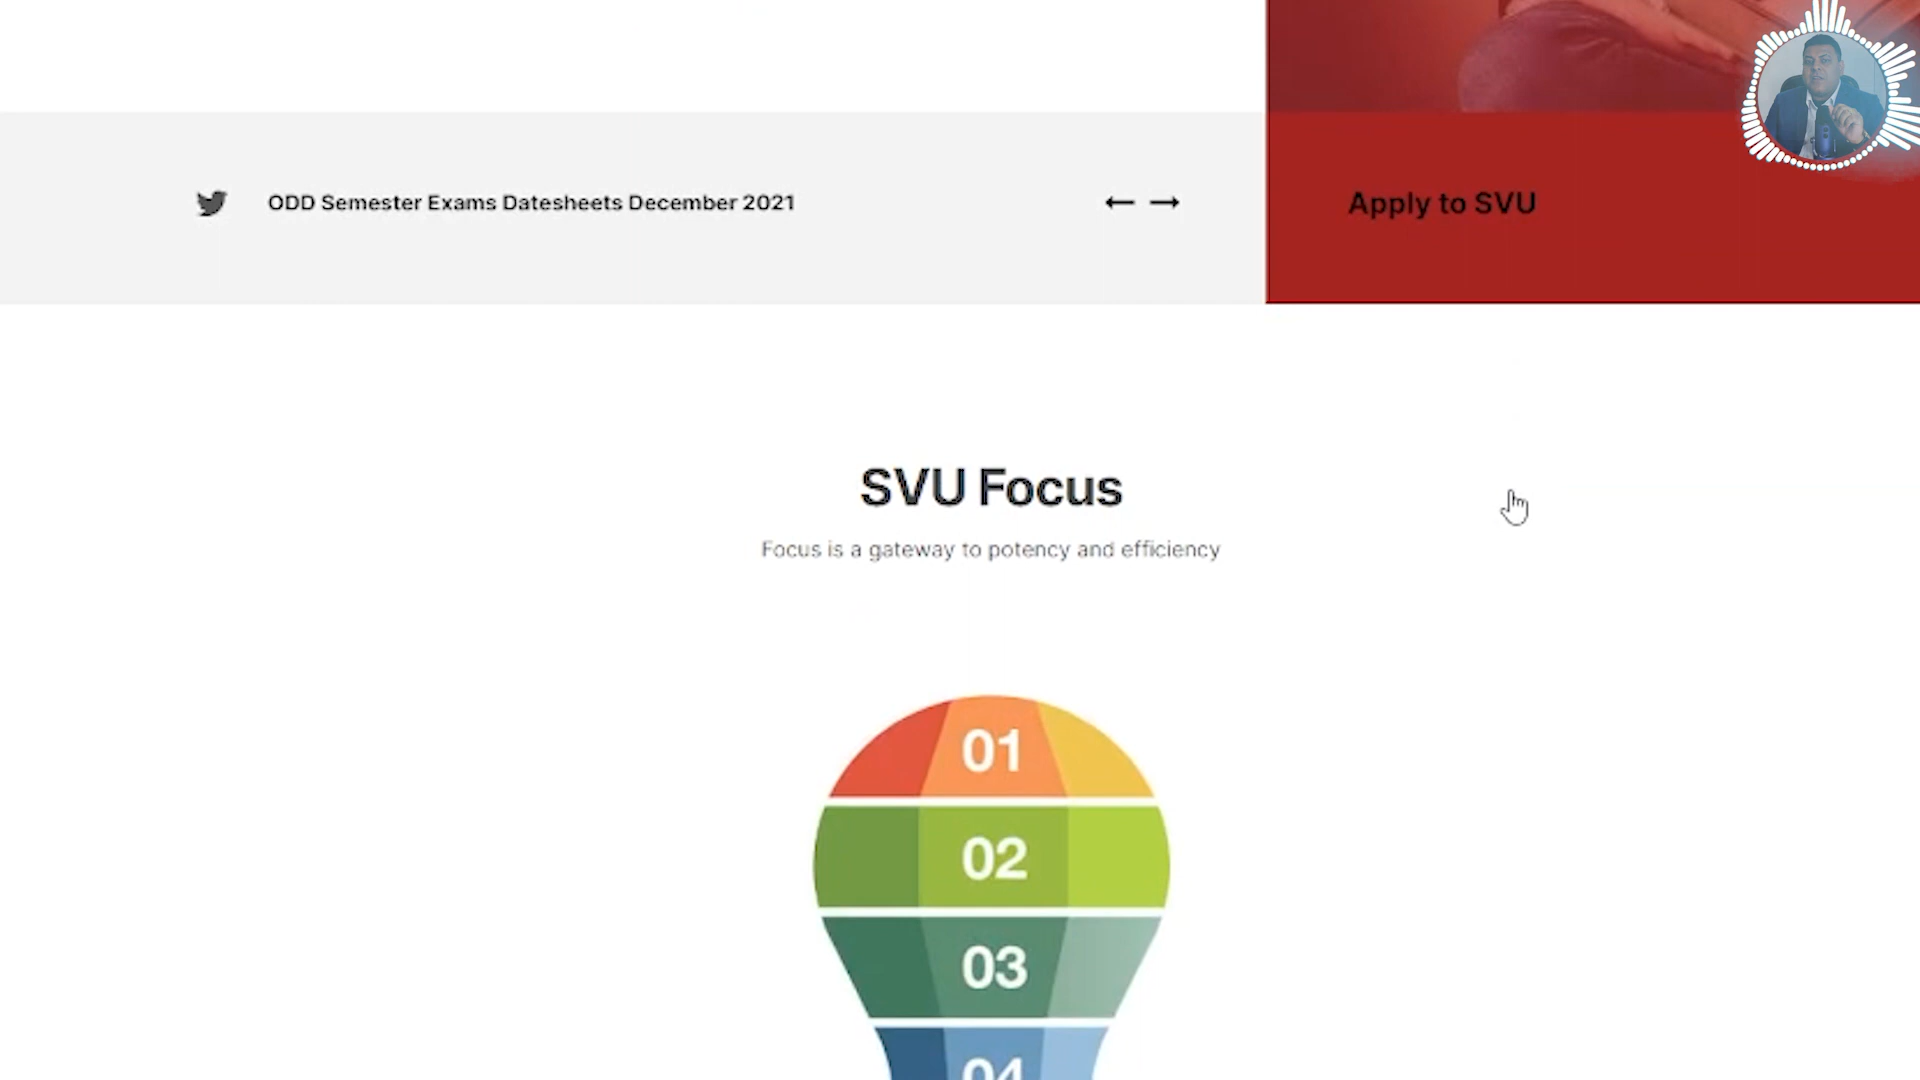 ODD Semester Exams Datesheets December 2021
Apply to SVU
SVU Focus
Focus is a gateway to potency and efficiency
01
02
03
04